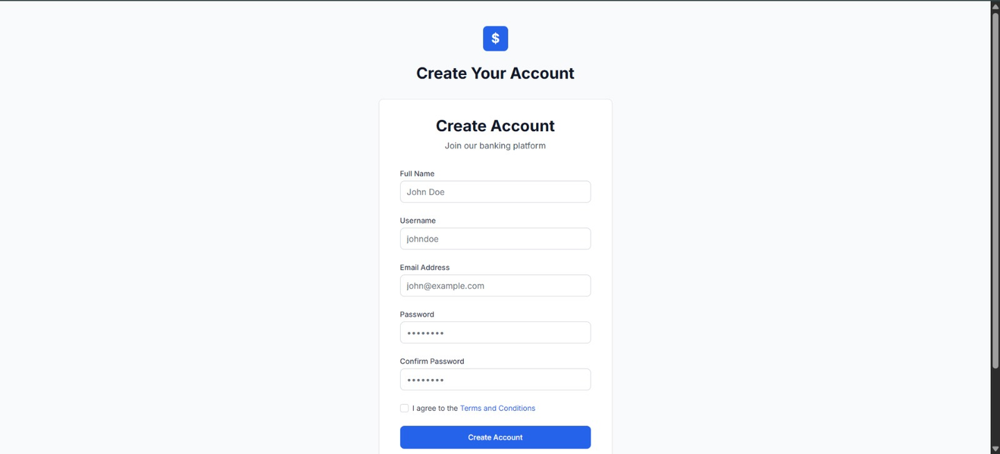 $
Create Your Account
Create Account
Join our banking platform
Full Name
John Doe
Username
johndoe
Email Address
john@example.com
Password
••••••••
Confirm Password
••••••••
I agree to the Terms and Conditions
Create Account